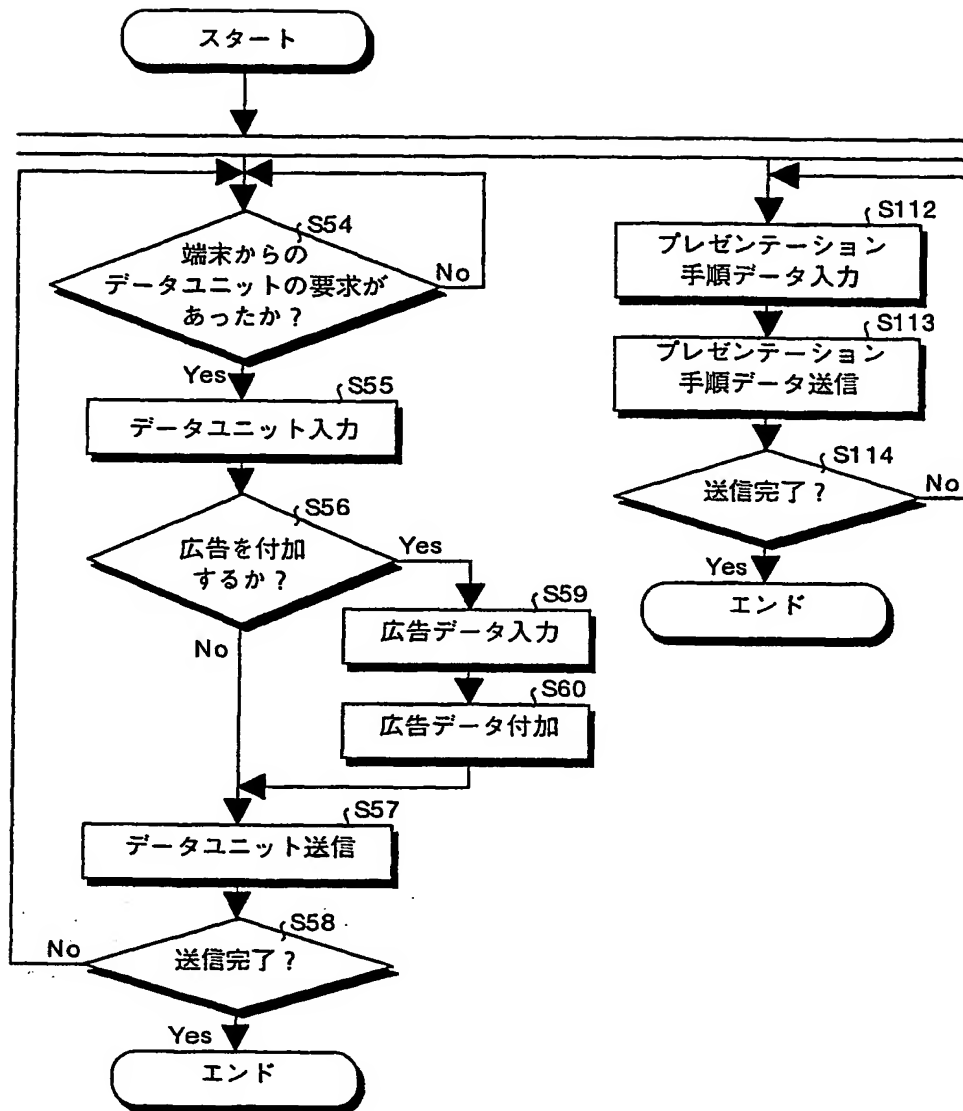 スタート
S54
端末からの
データユニットの要求が
あったか？
No
Yes
S55
データユニット入力
S56
広告を付加
するか？
Yes
No
S59
広告データ入力
S60
広告データ付加
S57
データユニット送信
S58
送信完了？
No
Yes
エンド
S112
プレゼンテーション
手順データ入力
S113
プレゼンテーション
手順データ送信
S114
送信完了？
No
Yes
エンド